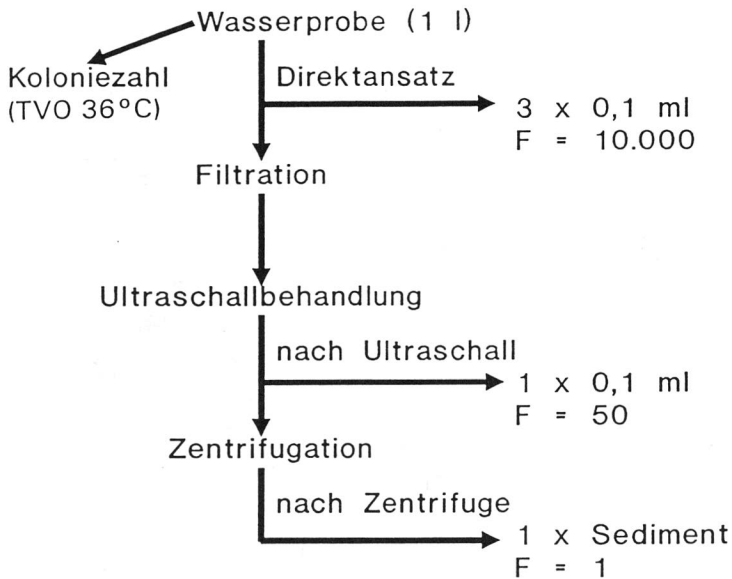 Wasserprobe (1 l)
Koloniezahl
(TVO 36°C)
Direktansatz
3 x 0,1 ml
F = 10.000
Filtration
Ultraschallbehandlung
nach Ultraschall
1 x 0,1 ml
F = 50
Zentrifugation
nach Zentrifuge
1 x Sediment
F = 1